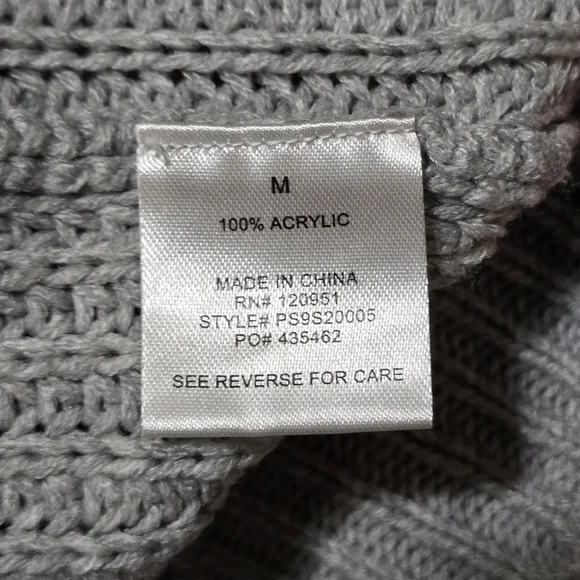 M
100% ACRYLIC
MADE IN CHINA
RN# 120951
STYLE# PS9S20005
PO# 435462
SEE REVERSE FOR CARE